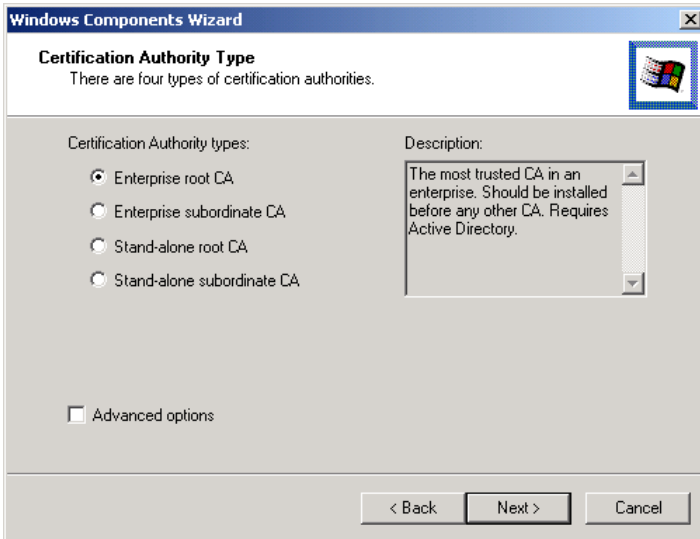 Windows Components Wizard
Certification Authority Type
There are four types of certification authorities.
Certification Authority types:
Enterprise root CA
Enterprise subordinate CA
Stand-alone root CA
Stand-alone subordinate CA
Description:
The most trusted CA in an
enterprise. Should be installed
before any other CA. Requires
Active Directory.
Advanced options
< Back
Next >
Cancel